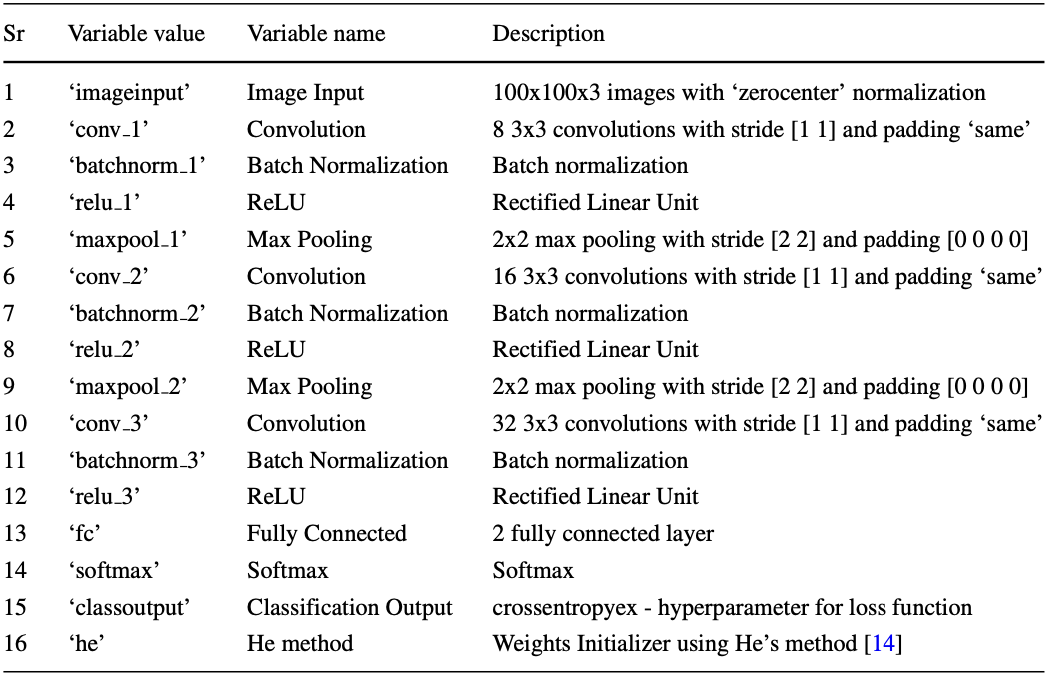 Sr Variable value Variable name Description
1 ‘imageinput’ Image Input 100x100x3 images with ‘zerocenter’ normalization
2 ‘conv_1’ Convolution 8 3x3 convolutions with stride [1 1] and padding ‘same’
3 ‘batchnorm_1’ Batch Normalization Batch normalization
4 ‘relu_1’ ReLU Rectified Linear Unit
5 ‘maxpool_1’ Max Pooling 2x2 max pooling with stride [2 2] and padding [0 0 0 0]
6 ‘conv_2’ Convolution 16 3x3 convolutions with stride [1 1] and padding ‘same’
7 ‘batchnorm_2’ Batch Normalization Batch normalization
8 ‘relu_2’ ReLU Rectified Linear Unit
9 ‘maxpool_2’ Max Pooling 2x2 max pooling with stride [2 2] and padding [0 0 0 0]
10 ‘conv_3’ Convolution 32 3x3 convolutions with stride [1 1] and padding ‘same’
11 ‘batchnorm_3’ Batch Normalization Batch normalization
12 ‘relu_3’ ReLU Rectified Linear Unit
13 ‘fc’ Fully Connected 2 fully connected layer
14 ‘softmax’ Softmax Softmax
15 ‘classoutput’ Classification Output crossentropyex - hyperparameter for loss function
16 ‘he’ He method Weights Initializer using He’s method [14]